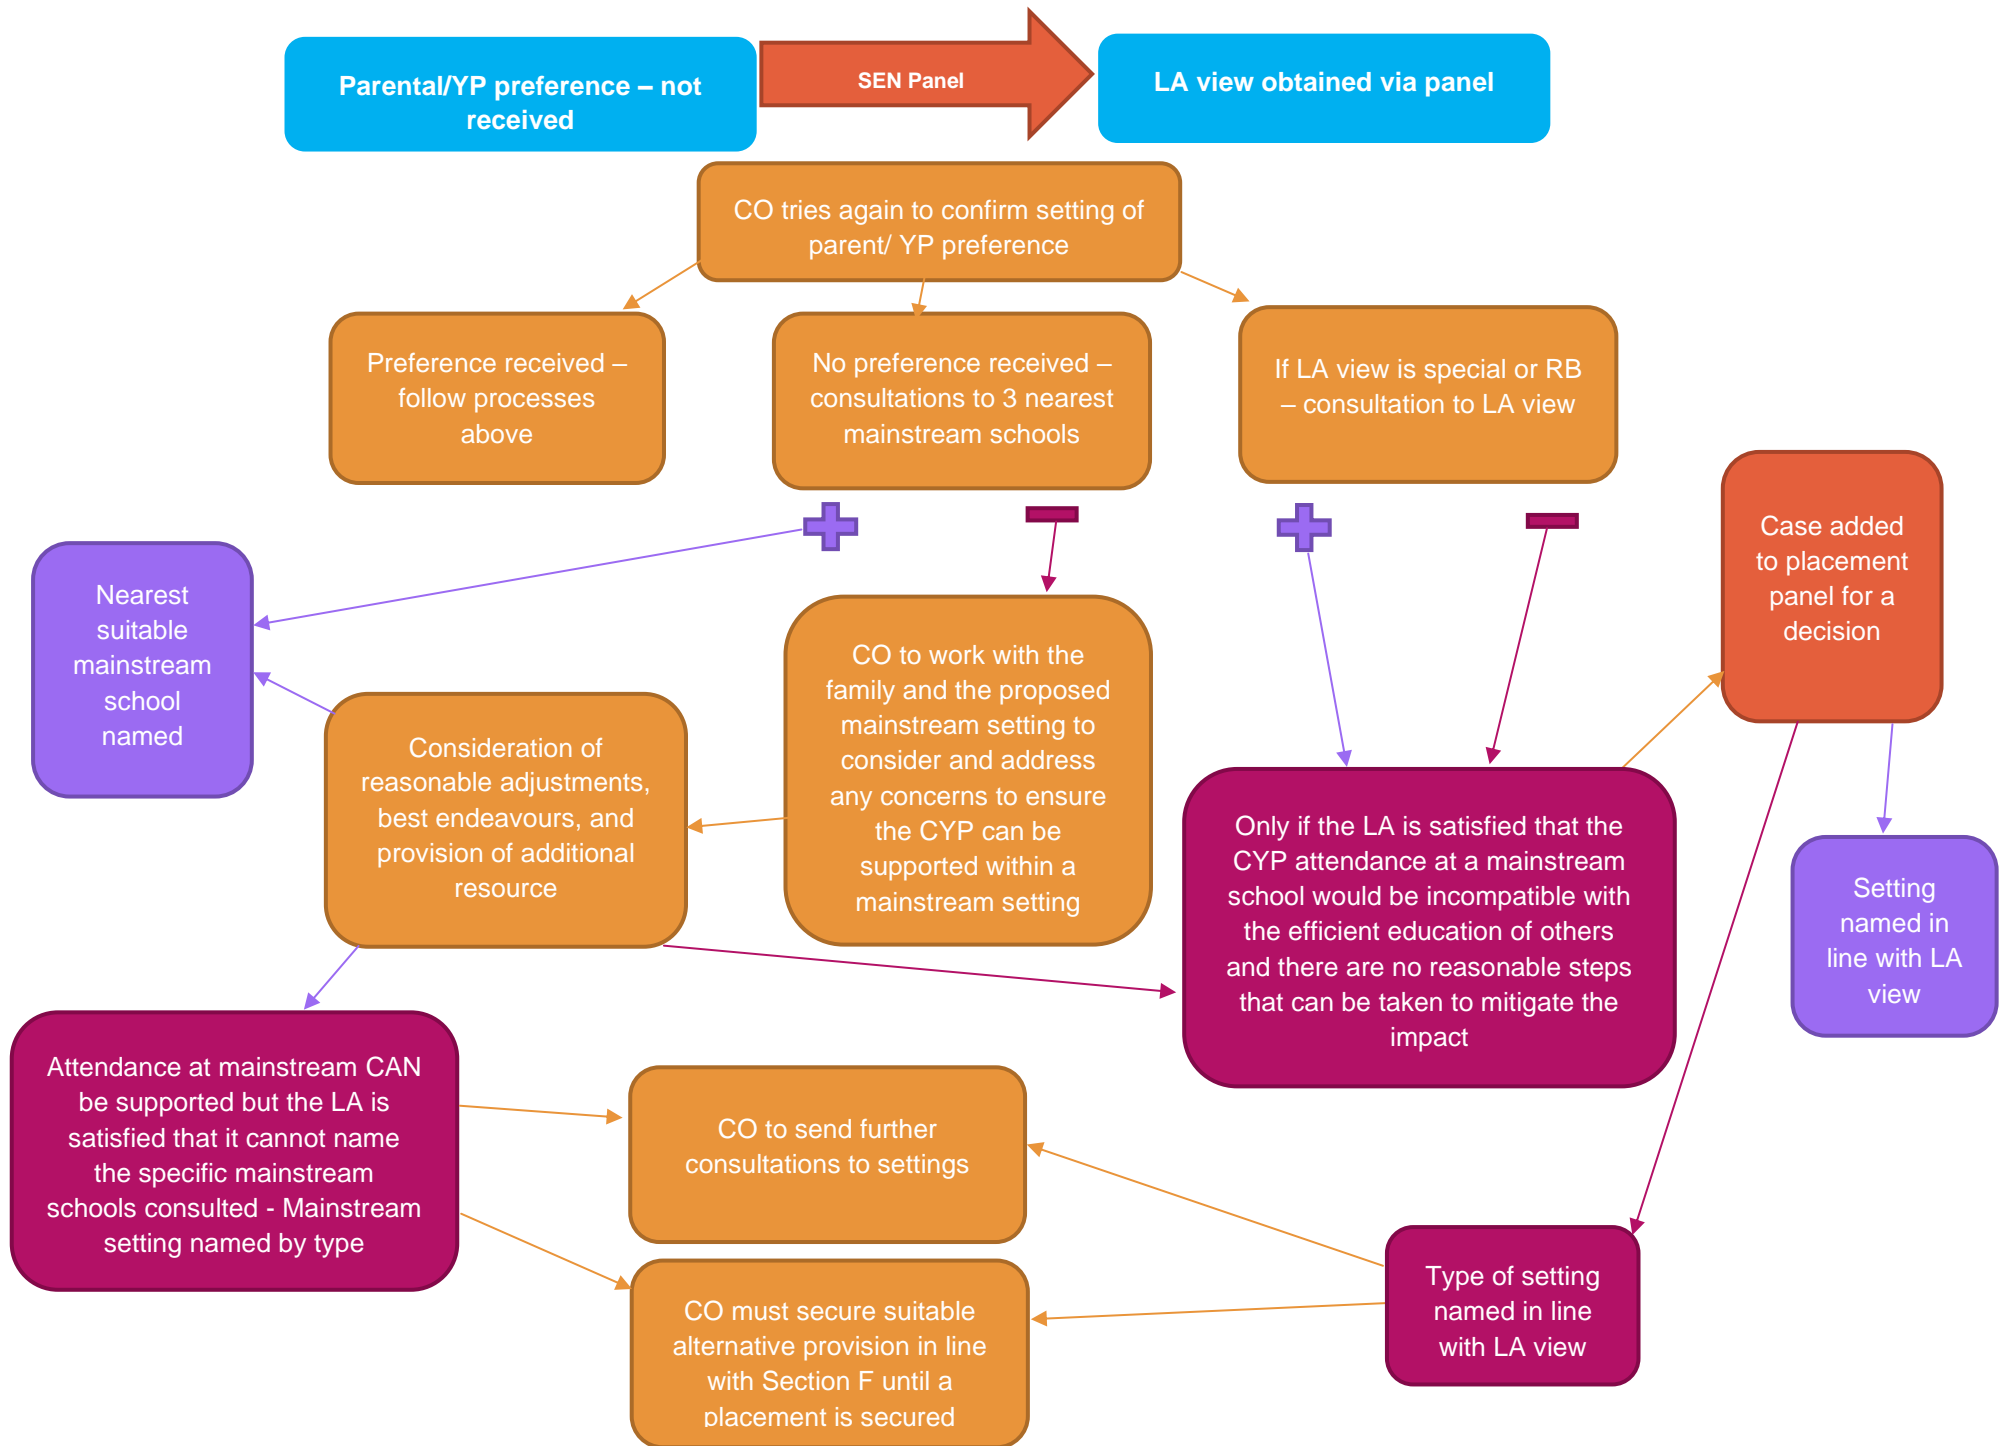 Parental/YP preference – not
received
SEN Panel
LA view obtained via panel
CO tries again to confirm setting of
parent/ YP preference
Preference received –
follow processes
above
No preference received –
consultations to 3 nearest
mainstream schools
If LA view is special or RB
– consultation to LA view
Case added
to placement
panel for a
decision
Nearest
suitable
mainstream
school
named
CO to work with the
family and the proposed
mainstream setting to
consider and address
any concerns to ensure
the CYP can be
supported within a
mainstream setting
Consideration of
reasonable adjustments,
best endeavours, and
provision of additional
resource
Only if the LA is satisfied that the
CYP attendance at a mainstream
school would be incompatible with
the efficient education of others
and there are no reasonable steps
that can be taken to mitigate the
impact
Setting
named in
line with LA
view
Attendance at mainstream CAN
be supported but the LA is
satisfied that it cannot name
the specific mainstream
schools consulted - Mainstream
setting named by type
CO to send further
consultations to settings
Type of setting
named in line
with LA view
CO must secure suitable
alternative provision in line
with Section F until a
placement is secured